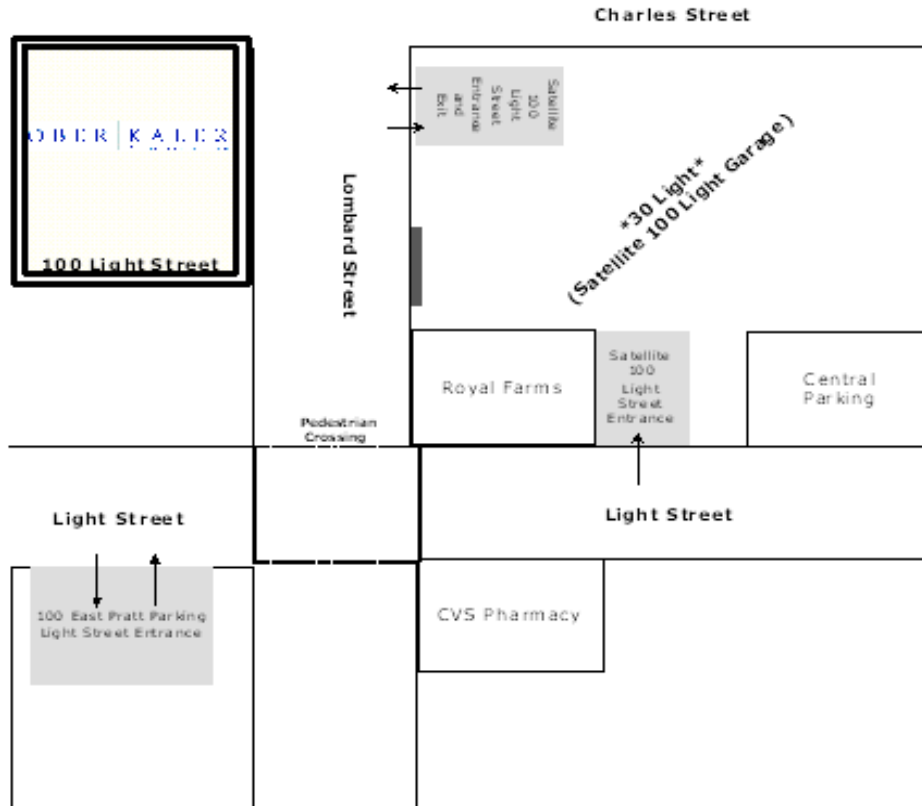 Charles Street
Satellite
100
Light
Street
Entrance
and
Exit
OBER | KALER
100 Light Street
Lombard Street
*30 Light*
(Satellite 100 Light Garage)
Royal Farms
Satellite
100
Light
Street
Entrance
Central
Parking
Pedestrian
Crossing
Light Street
Light Street
100 East Pratt Parking
Light Street Entrance
CVS Pharmacy